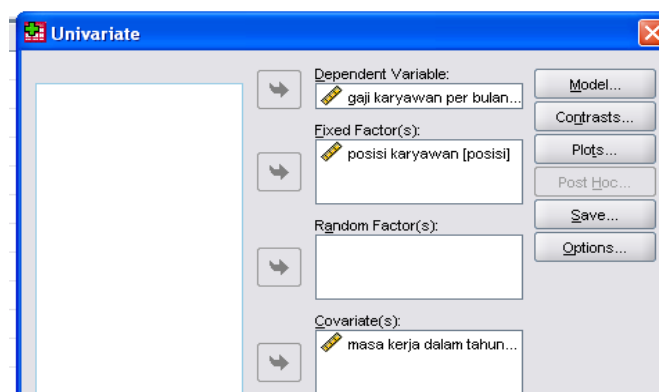 Univariate
Dependent Variable:
gaji karyawan per bulan...
Fixed Factor(s):
posisi karyawan [posisi]
Random Factor(s):
Covariate(s):
masa kerja dalam tahun...
Model...
Contrasts...
Plots...
Post Hoc...
Save...
Options...